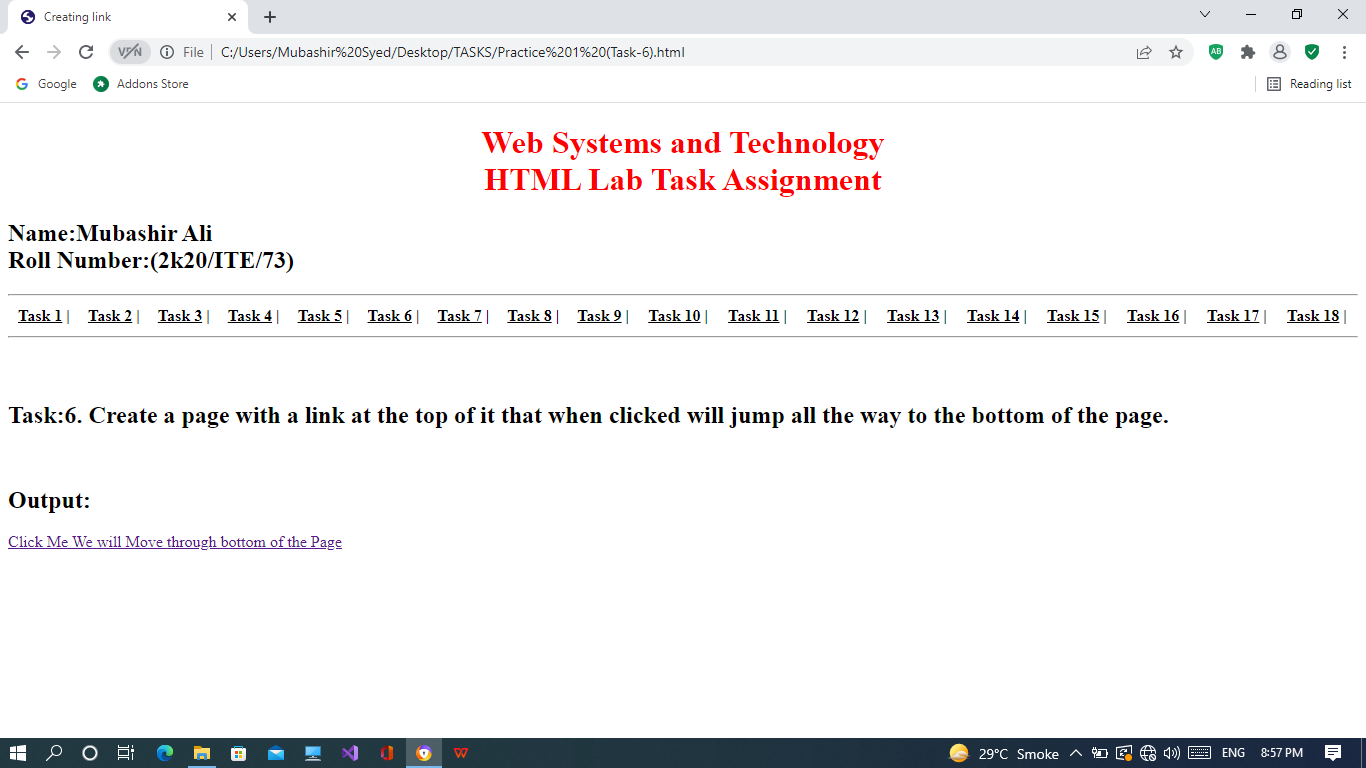 Creating link
VPN File C:/Users/Mubashir%20Syed/Desktop/TASKS/Practice%201%20(Task-6).html
Google Addons Store Reading list
Web Systems and Technology
HTML Lab Task Assignment
Name:Mubashir Ali
Roll Number:(2k20/ITE/73)
Task 1 | Task 2 | Task 3 | Task 4 | Task 5 | Task 6 | Task 7 | Task 8 | Task 9 | Task 10 | Task 11 | Task 12 | Task 13 | Task 14 | Task 15 | Task 16 | Task 17 | Task 18 |
Task:6. Create a page with a link at the top of it that when clicked will jump all the way to the bottom of the page.
Output:
Click Me We will Move through bottom of the Page
29°C Smoke ENG 8:57 PM